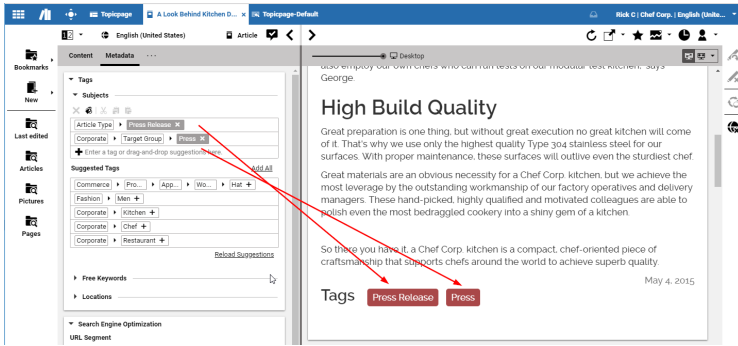 Topicpage
A Look Behind Kitchen D... ×
Topicpage-Default
Rick C | Chef Corp. | English (Unite...
English (United States)
Article
Bookmarks
New
Last edited
Articles
Pictures
Pages
Content Metadata ...
Tags
Subjects
Article Type Press Release ×
Corporate Target Group Press ×
Enter a tag or drag-and-drop suggestions here.
Suggested Tags Add All
Commerce Pro... App... Wo... Hat +
Fashion Men +
Corporate Kitchen +
Corporate Chef +
Corporate Restaurant +
Reload Suggestions
Free Keywords
Locations
Search Engine Optimization
URL Segment
Desktop
also employ our own chefs who can run tests on our modular test kitchen," says
George.
High Build Quality
Great preparation is one thing, but without great execution no great kitchen will come
of it. That's why we use only the highest quality Type 304 stainless steel for our
surfaces. With proper maintenance, these surfaces will outlive even the sturdiest chef.
Great materials are an obvious necessity for a Chef Corp. kitchen, but we achieve the
most leverage by the outstanding workmanship of our factory operatives and delivery
managers. These hand-picked, highly qualified and motivated colleagues are able to
polish even the most bedraggled cookery into a shiny gem of a kitchen.
So there you have it, a Chef Corp. kitchen is a compact, chef-oriented piece of
craftsmanship that supports chefs around the world to achieve superb quality.
May 4, 2015
Tags Press Release Press